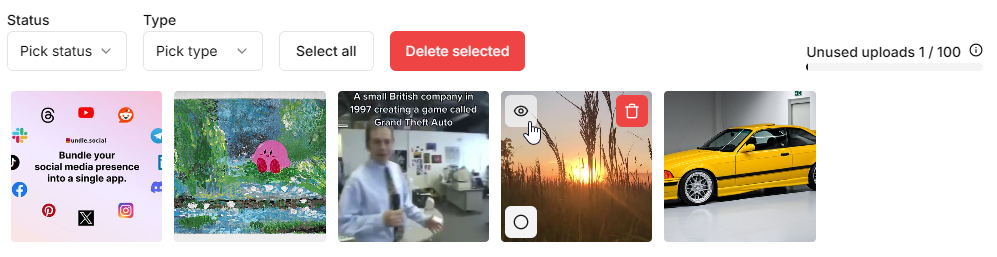 Status
Type
Pick status
Pick type
Select all
Delete selected
Unused uploads 1 / 100
undle.social
Bundle your
social media presence
into a single app.
A small British company in
1997 creating a game called
Grand Theft Auto